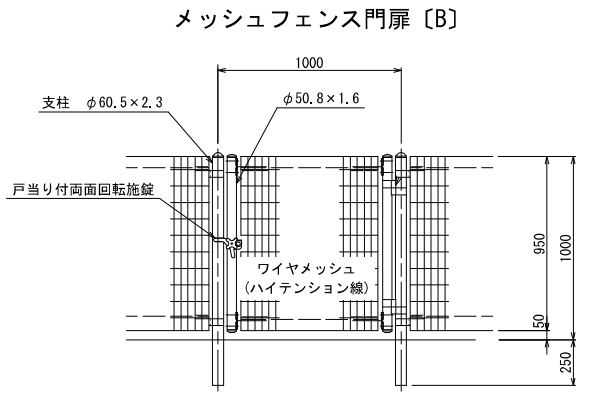 メッシュフェンス門扉〔B〕
1000
支柱 φ60.5×2.3
φ50.8×1.6
戸当り付両面回転施錠
ワイヤメッシュ
(ハイテンション線)
950
1000
50
250